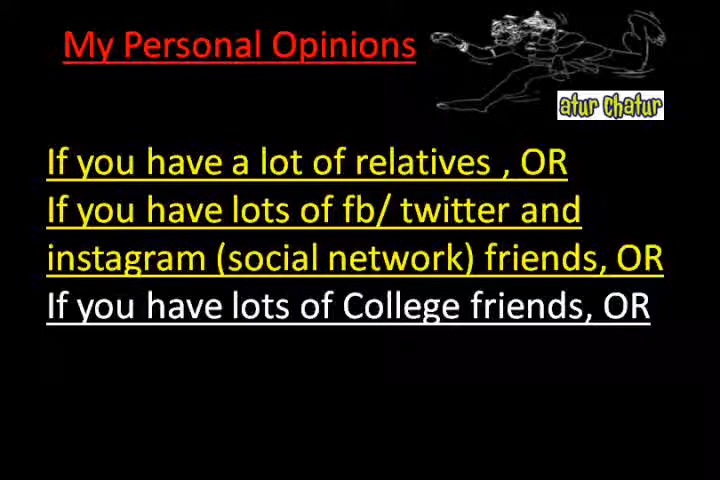 My Personal Opinions
atur chatur
If you have a lot of relatives , OR
If you have lots of fb/ twitter and
instagram (social network) friends, OR
If you have lots of College friends, OR